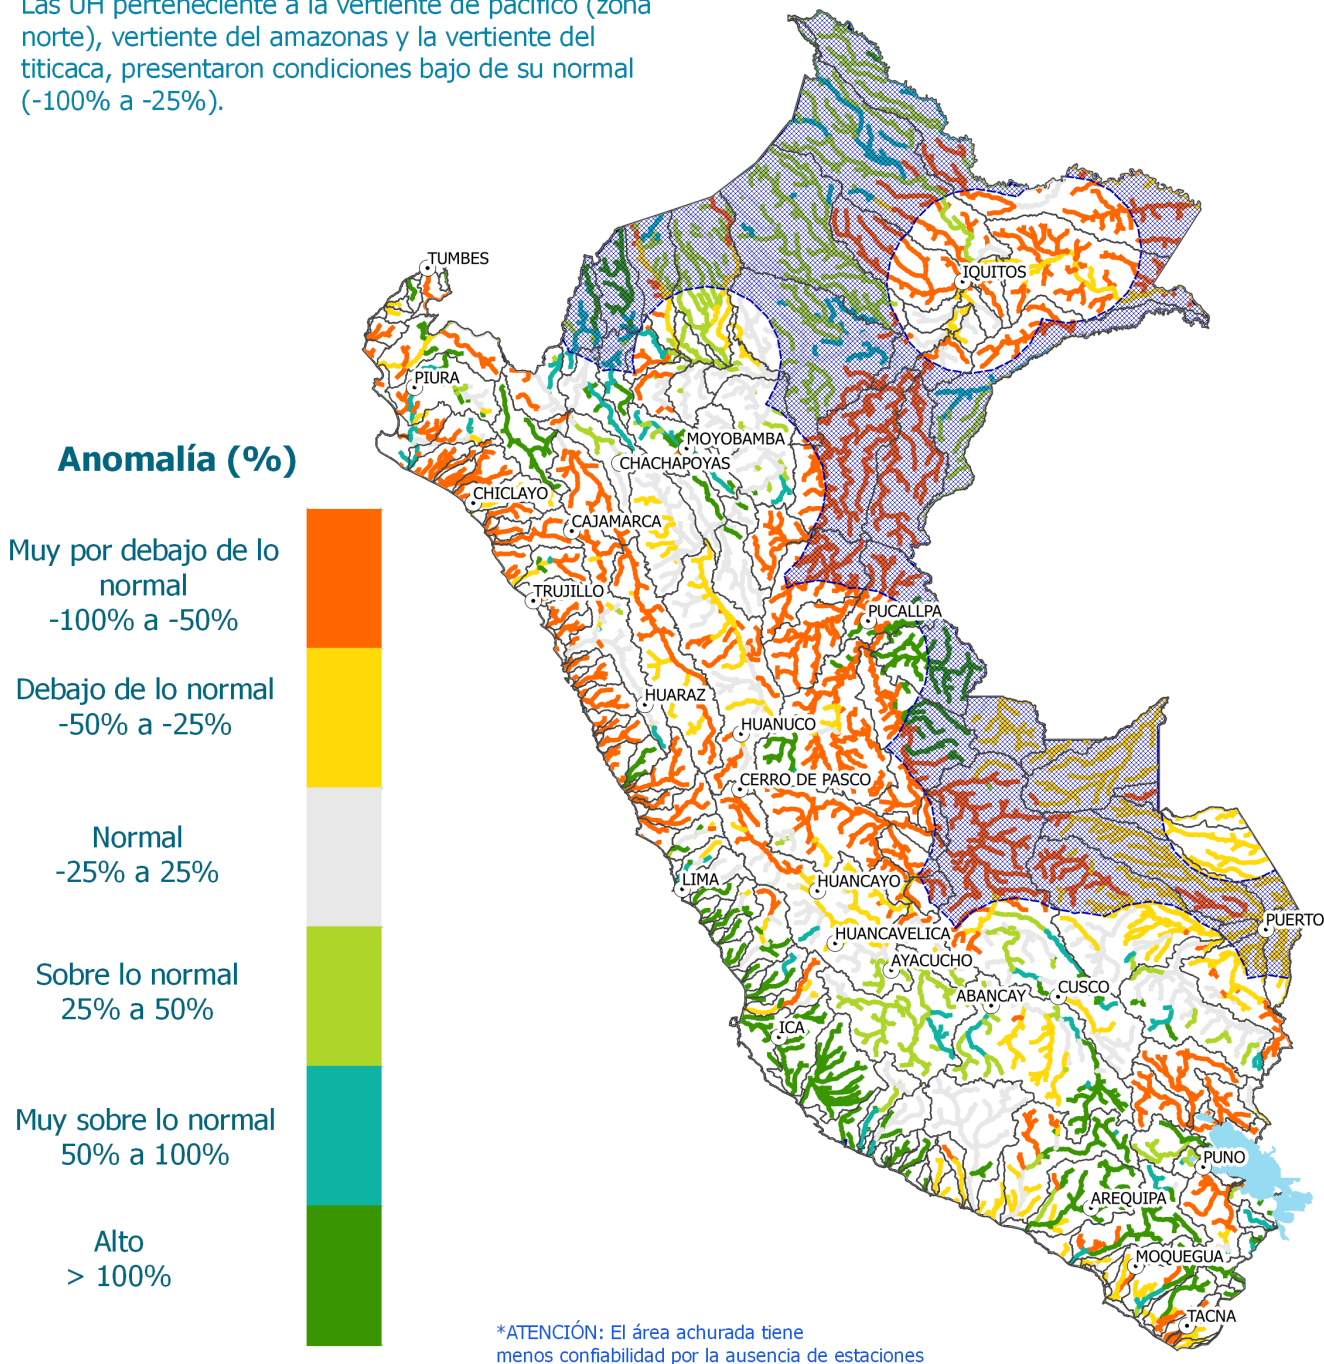 Las UH perteneciente a la vertiente de pacífico (zona
norte), vertiente del amazonas y la vertiente del
titicaca, presentaron condiciones bajo de su normal
(-100% a -25%).
TUMBES
IQUITOS
PIURA
MOYOBAMBA
CHACHAPOYAS
CHICLAYO
CAJAMARCA
TRUJILLO
PUCALLPA
HUARAZ
HUANUCO
CERRO DE PASCO
LIMA
HUANCAYO
PUERTO
HUANCAVELICA
AYACUCHO
ABANCAY
CUSCO
ICA
PUNO
AREQUIPA
MOQUEGUA
TACNA
Anomalía (%)
Muy por debajo de lo
normal
-100% a -50%
Debajo de lo normal
-50% a -25%
Normal
-25% a 25%
Sobre lo normal
25% a 50%
Muy sobre lo normal
50% a 100%
Alto
> 100%
*ATENCIÓN: El área achurada tiene
menos confiabilidad por la ausencia de estaciones